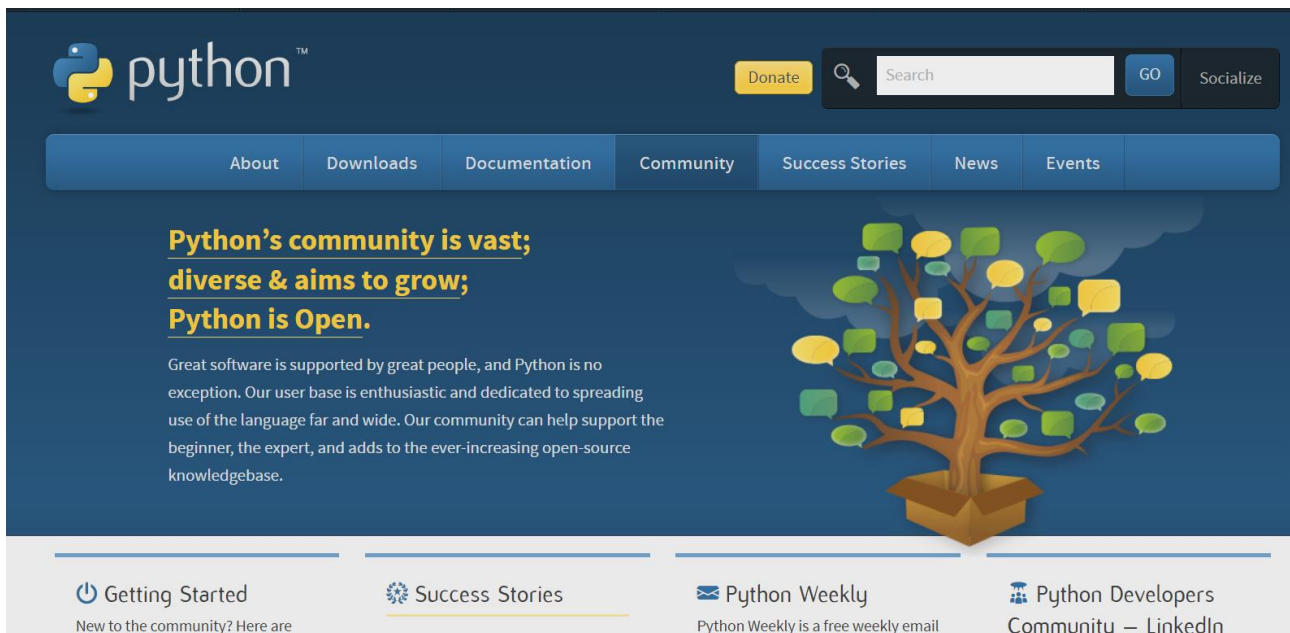 python™
Donate
Search
GO
Socialize
About
Downloads
Documentation
Community
Success Stories
News
Events
Python’s community is vast;
diverse & aims to grow;
Python is Open.
Great software is supported by great people, and Python is no
exception. Our user base is enthusiastic and dedicated to spreading
use of the language far and wide. Our community can help support the
beginner, the expert, and adds to the ever-increasing open-source
knowledgebase.
Getting Started
New to the community? Here are
Success Stories
Python Weekly
Python Weekly is a free weekly email
Python Developers
Community – LinkedIn